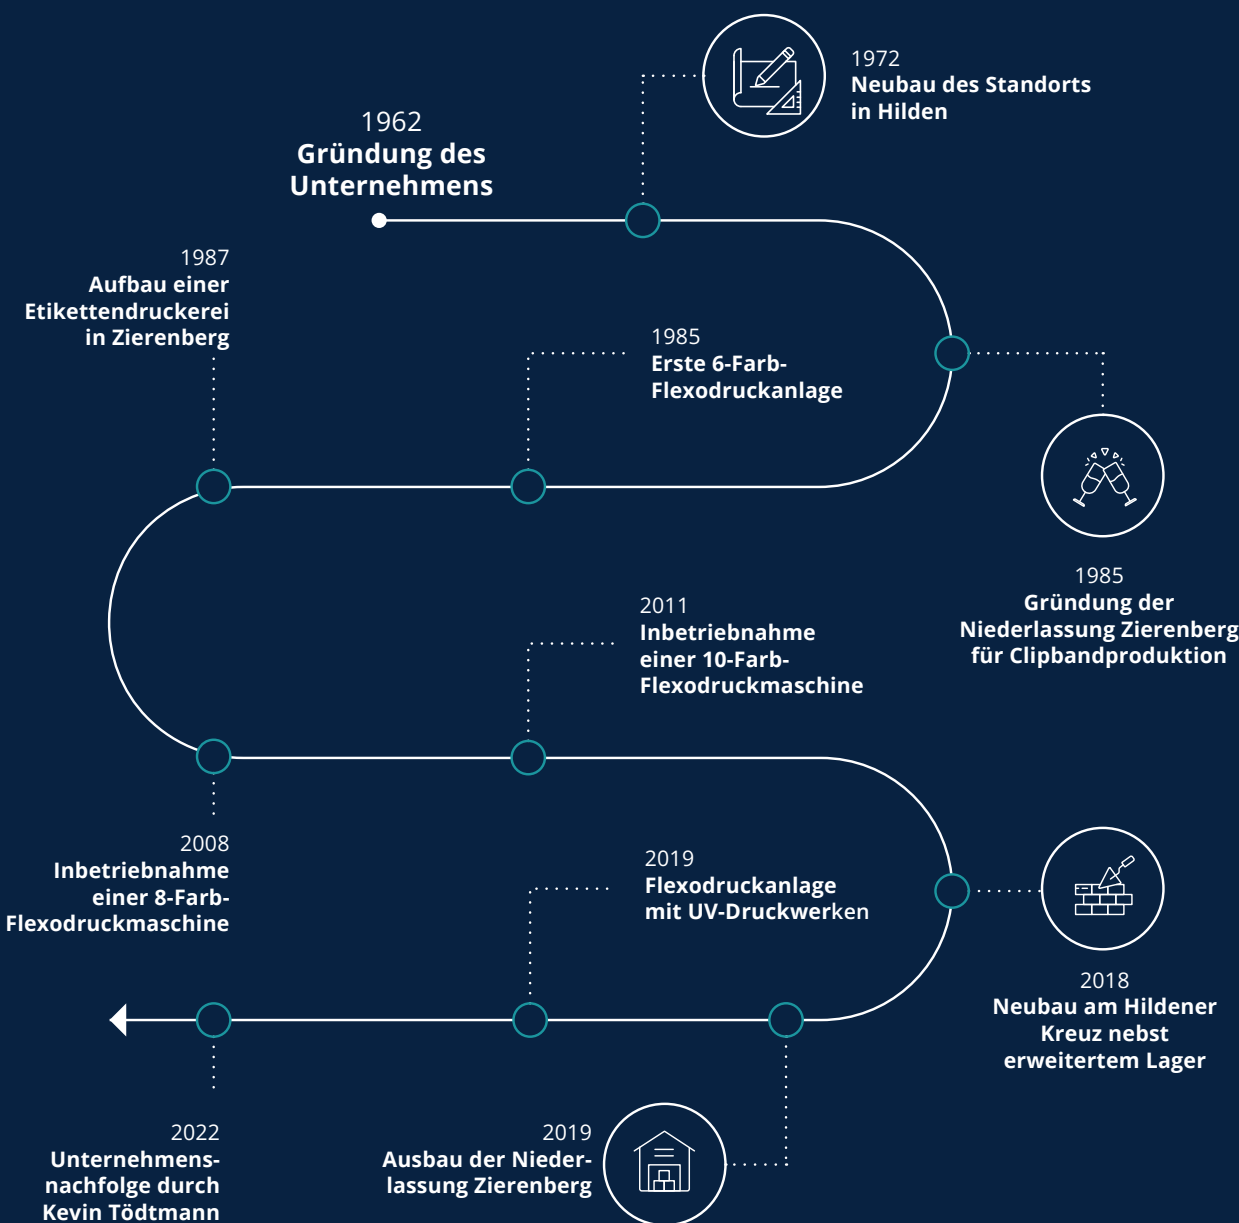 1962
Gründung des
Unternehmens
1972
Neubau des Standorts
in Hilden
1985
Gründung der
Niederlassung Zierenberg
für Clipbandproduktion
1985
Erste 6-Farb-
Flexodruckanlage
1987
Aufbau einer
Etikettendruckerei
in Zierenberg
2008
Inbetriebnahme
einer 8-Farb-
Flexodruckmaschine
2011
Inbetriebnahme
einer 10-Farb-
Flexodruckmaschine
2018
Neubau am Hildener
Kreuz nebst
erweitertem Lager
2019
Ausbau der Nieder-
lassung Zierenberg
2019
Flexodruckanlage
mit UV-Druckwerken
2022
Unternehmens-
nachfolge durch
Kevin Tödtmann